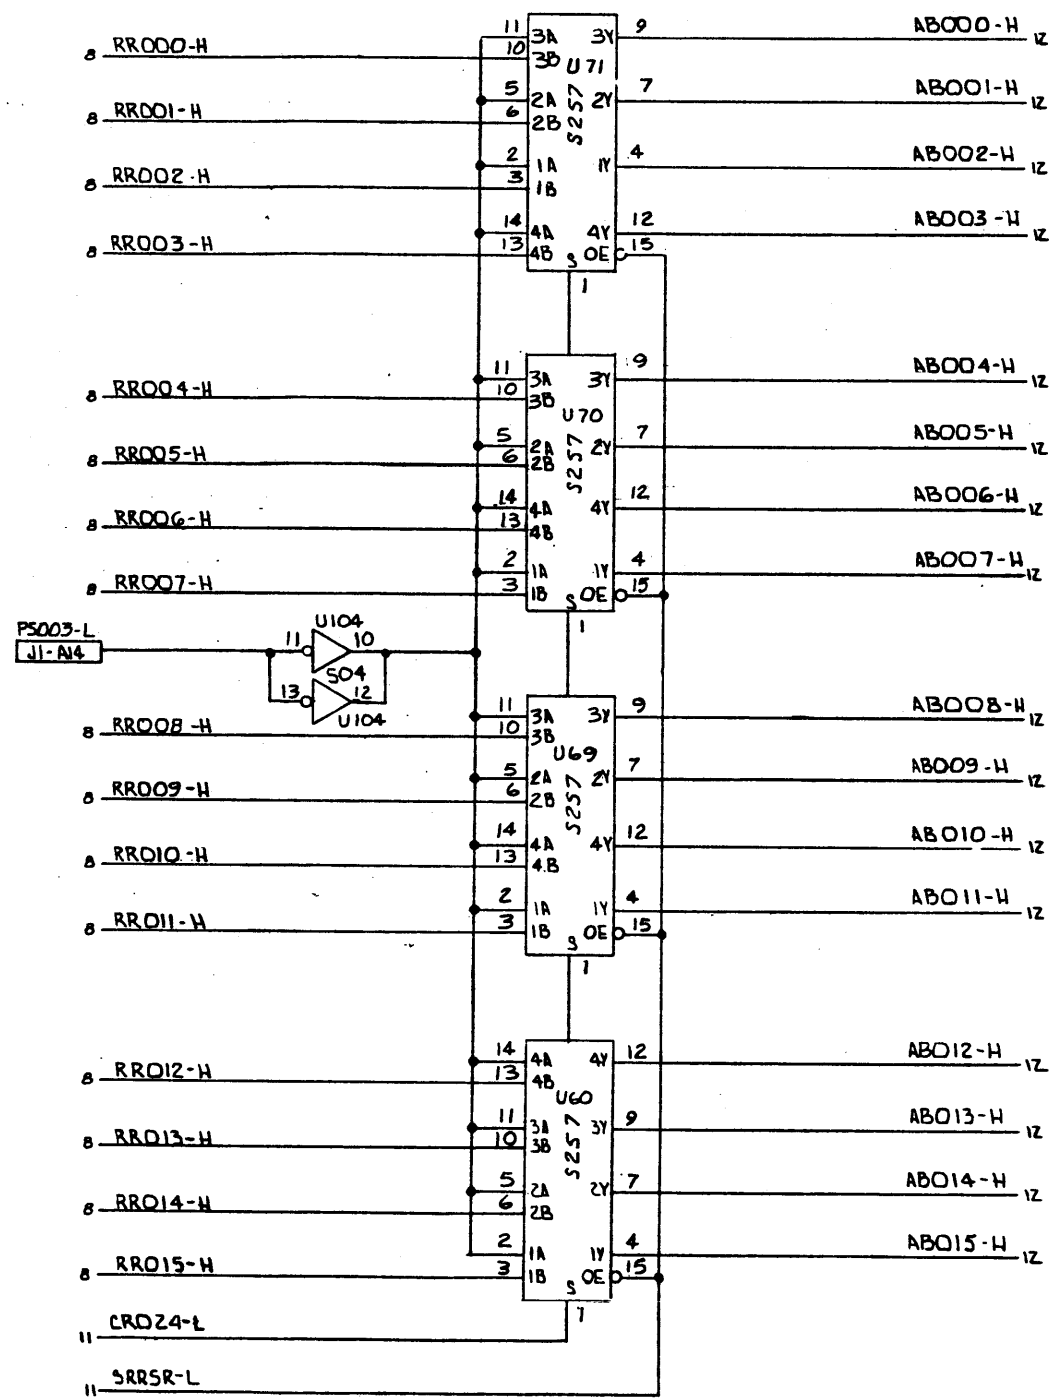 11 3A 3Y 9 AB000-H 12
8 RR000-H 10 3B
U71
5 2A 2Y 7 AB001-H 12
8 RR001-H 6 2B
S257
2 1A 1Y 4 AB002-H 12
8 RR002-H 3 1B
14 4A 4Y 12 AB003-H 12
8 RR003-H 13 4B OE 15
S
1
11 3A 3Y 9 AB004-H 12
8 RR004-H 10 3B
U70
5 2A 2Y 7 AB005-H 12
8 RR005-H 6 2B
S257
14 4A 4Y 12 AB006-H 12
8 RR006-H 13 4B
2 1A 1Y 4 AB007-H 12
8 RR007-H 3 1B OE 15
S
1
PS003-L
J1-A14
U104
11 10
S04
13 12
U104
11 3A 3Y 9 AB008-H 12
8 RR008-H 10 3B
U69
5 2A 2Y 7 AB009-H 12
8 RR009-H 6 2B
S257
14 4A 4Y 12 AB010-H 12
8 RR010-H 13 4B
2 1A 1Y 4 AB011-H 12
8 RR011-H 3 1B OE 15
S
1
14 4A 4Y 12 AB012-H 12
8 RR012-H 13 4B
U60
11 3A 3Y 9 AB013-H 12
8 RR013-H 10 3B
S257
5 2A 2Y 7 AB014-H 12
8 RR014-H 6 2B
2 1A 1Y 4 AB015-H 12
8 RR015-H 3 1B OE 15
S
1
11 CR024-L
11 SRRSR-L